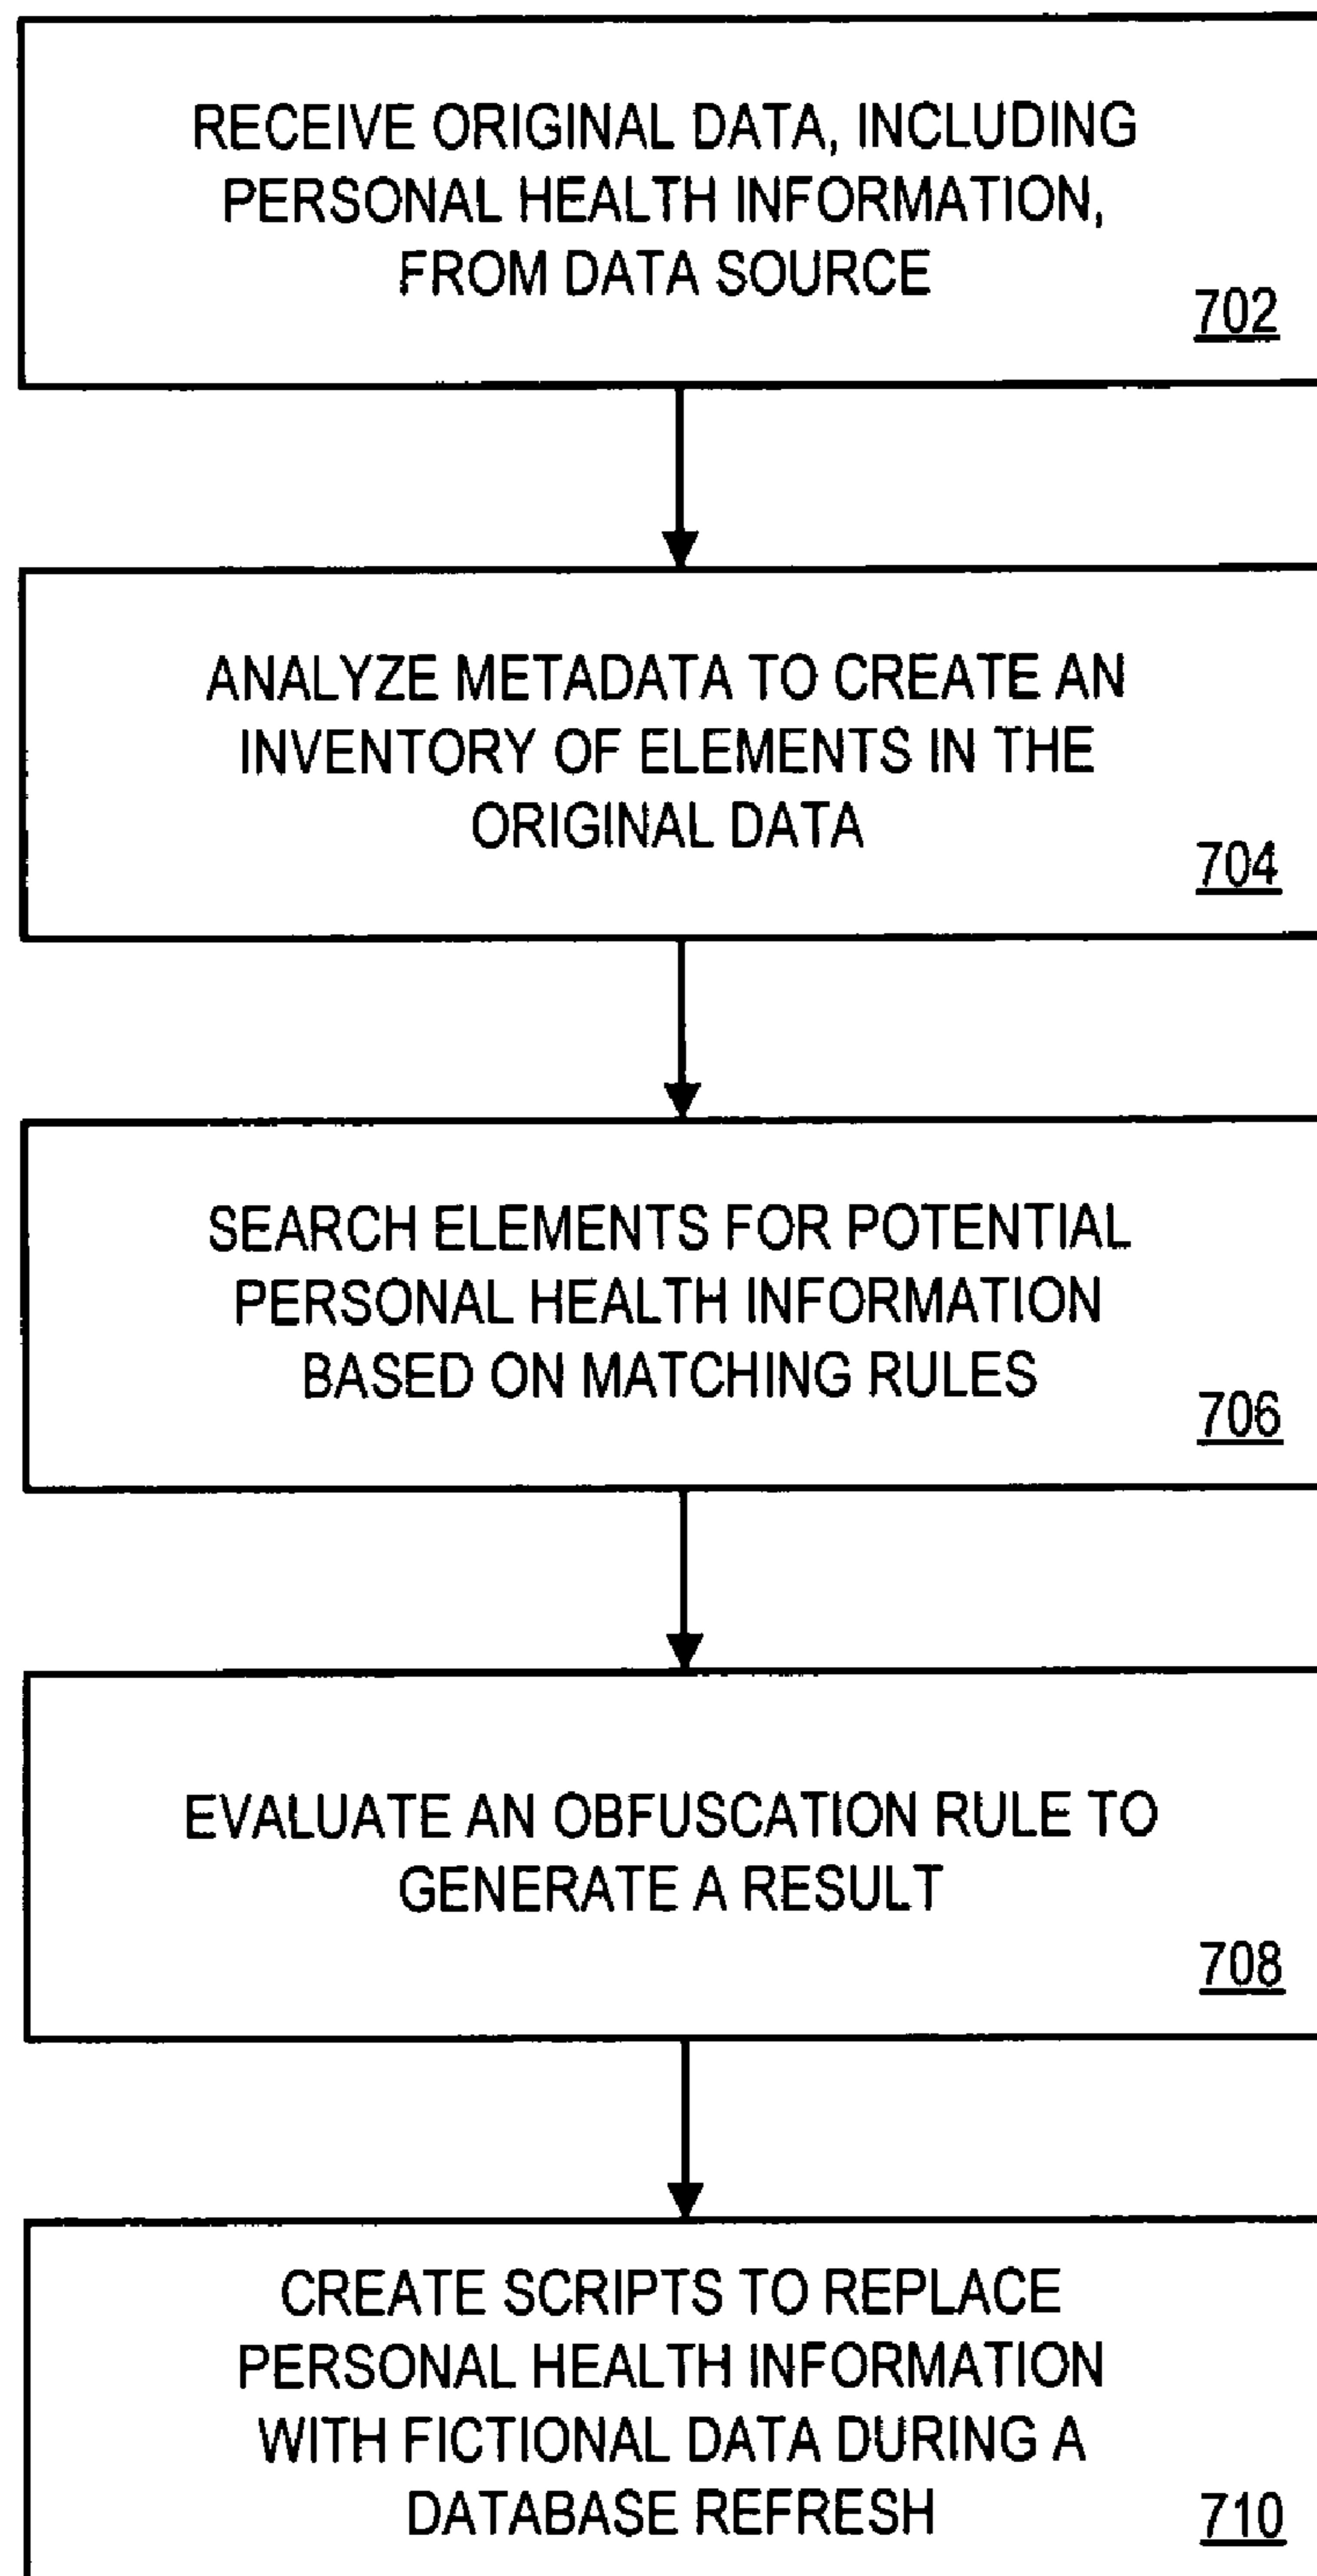 RECEIVE ORIGINAL DATA, INCLUDING
PERSONAL HEALTH INFORMATION,
FROM DATA SOURCE
702
ANALYZE METADATA TO CREATE AN
INVENTORY OF ELEMENTS IN THE
ORIGINAL DATA
704
SEARCH ELEMENTS FOR POTENTIAL
PERSONAL HEALTH INFORMATION
BASED ON MATCHING RULES
706
EVALUATE AN OBFUSCATION RULE TO
GENERATE A RESULT
708
CREATE SCRIPTS TO REPLACE
PERSONAL HEALTH INFORMATION
WITH FICTIONAL DATA DURING A
DATABASE REFRESH
710